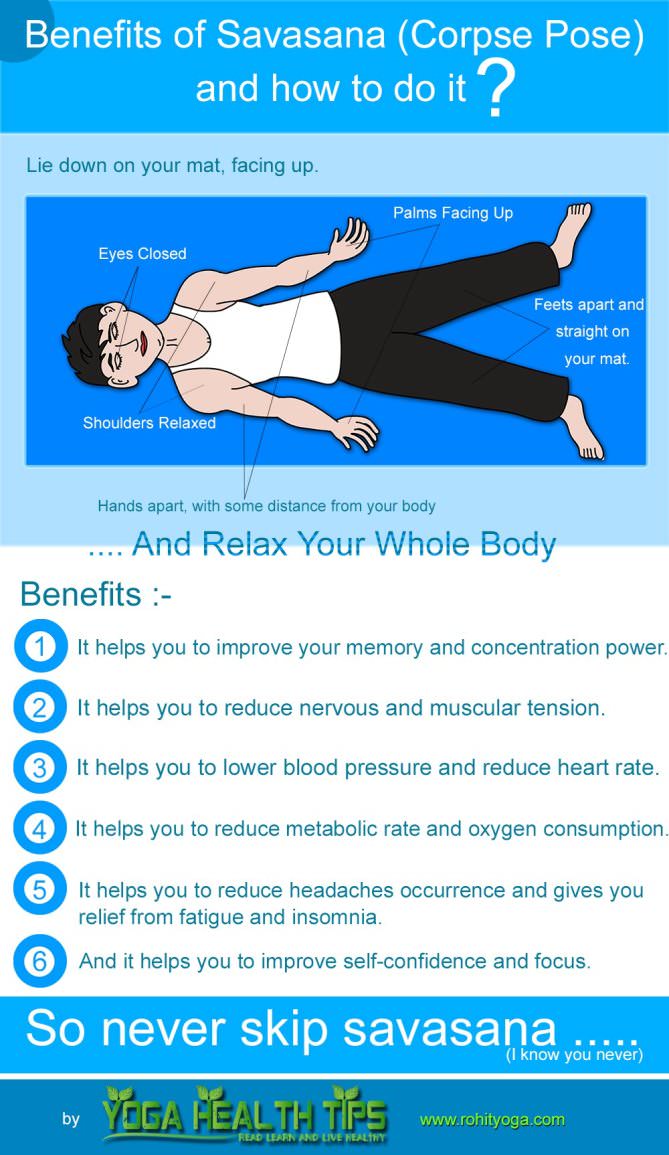 Benefits of Savasana (Corpse Pose)
and how to do it ?
Lie down on your mat, facing up.
Palms Facing Up
Eyes Closed
Feets apart and
straight on
your mat.
Shoulders Relaxed
Hands apart, with some distance from your body
.... And Relax Your Whole Body
Benefits :-
1 It helps you to improve your memory and concentration power.
2 It helps you to reduce nervous and muscular tension.
3 It helps you to lower blood pressure and reduce heart rate.
4 It helps you to reduce metabolic rate and oxygen consumption.
5 It helps you to reduce headaches occurrence and gives you
relief from fatigue and insomnia.
6 And it helps you to improve self-confidence and focus.
So never skip savasana .....
(I know you never)
by YOGA HEALTH TIPS www.rohityoga.com
READ LEARN AND LIVE HEALTHY